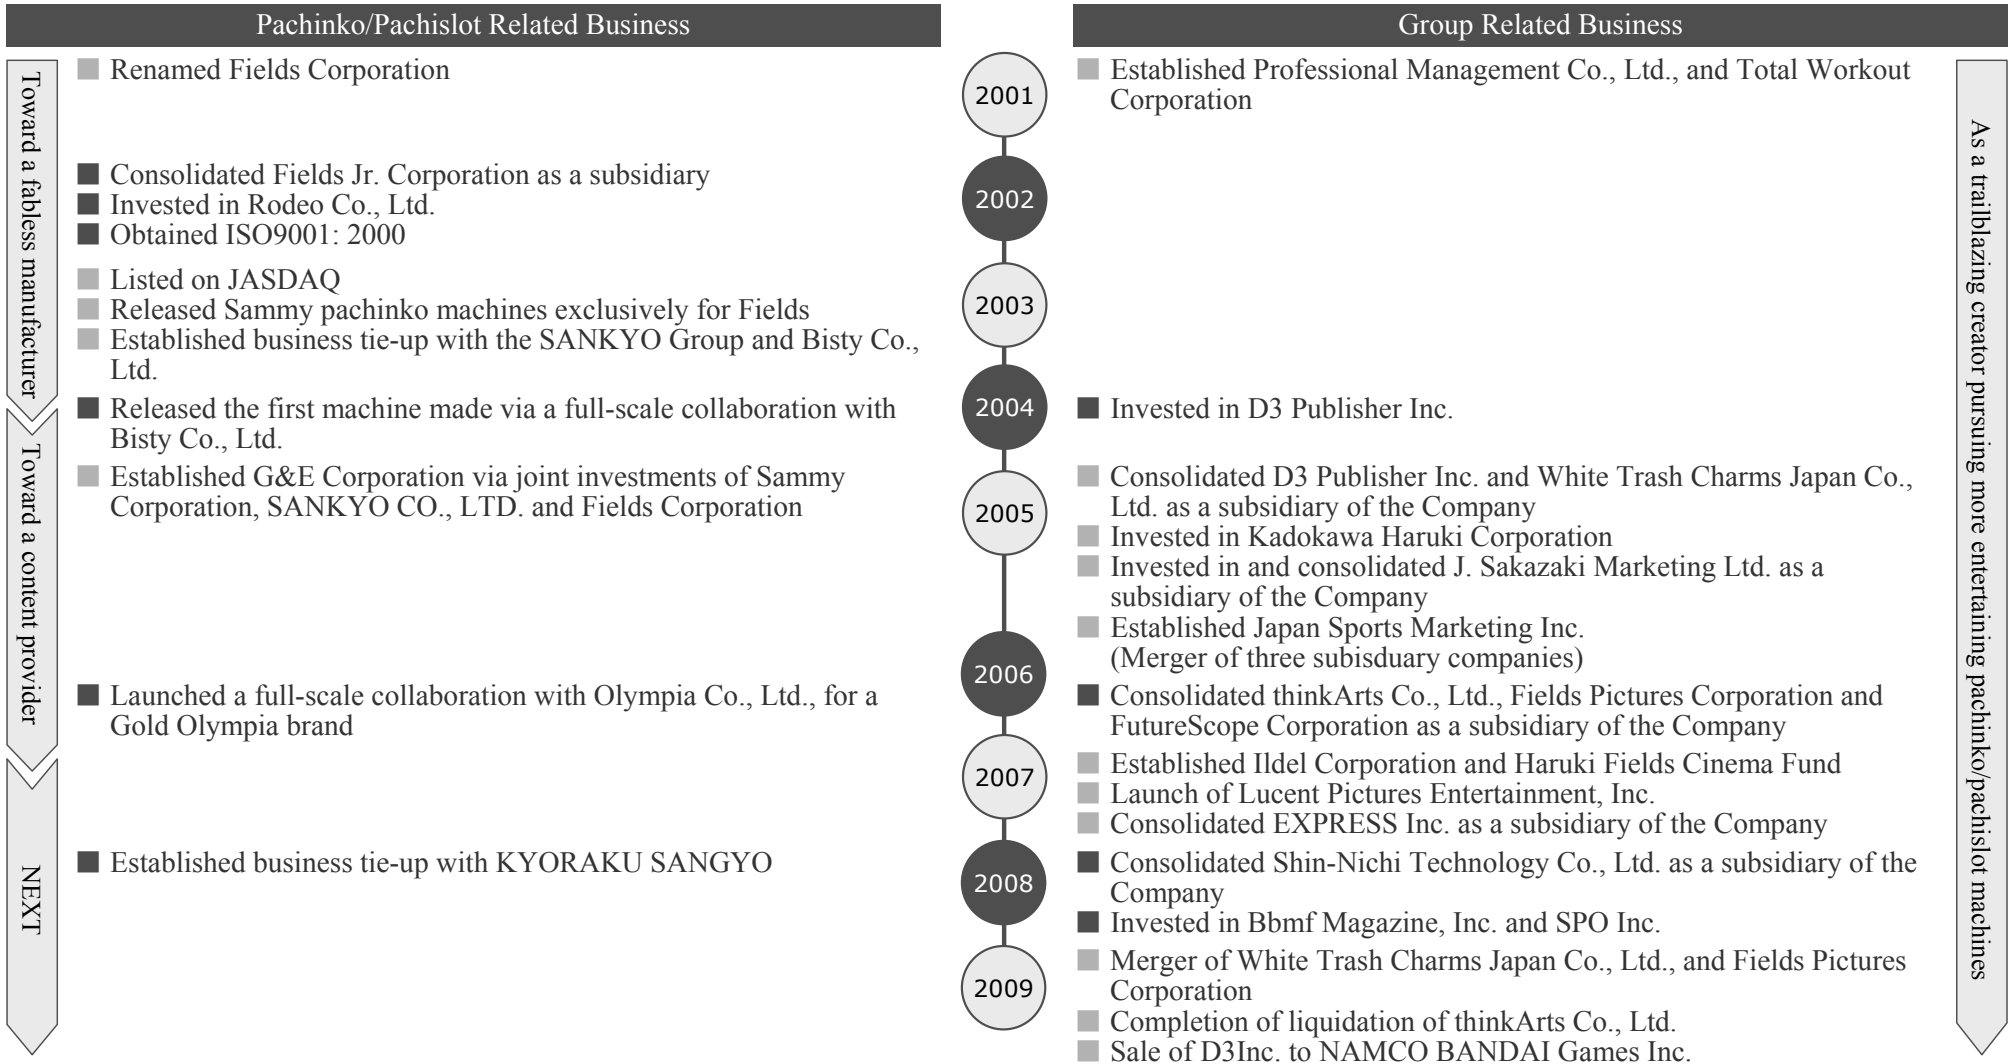 Pachinko/Pachislot Related Business
Group Related Business
Toward a fabless manufacturer
Toward a content provider
NEXT
Renamed Fields Corporation
Consolidated Fields Jr. Corporation as a subsidiary
Invested in Rodeo Co., Ltd.
Obtained ISO9001: 2000
Listed on JASDAQ
Released Sammy pachinko machines exclusively for Fields
Established business tie-up with the SANKYO Group and Bisty Co.,
Ltd.
Released the first machine made via a full-scale collaboration with
Bisty Co., Ltd.
Established G&E Corporation via joint investments of Sammy
Corporation, SANKYO CO., LTD. and Fields Corporation
Launched a full-scale collaboration with Olympia Co., Ltd., for a
Gold Olympia brand
Established business tie-up with KYORAKU SANGYO
2001
2002
2003
2004
2005
2006
2007
2008
2009
Established Professional Management Co., Ltd., and Total Workout
Corporation
Invested in D3 Publisher Inc.
Consolidated D3 Publisher Inc. and White Trash Charms Japan Co.,
Ltd. as a subsidiary of the Company
Invested in Kadokawa Haruki Corporation
Invested in and consolidated J. Sakazaki Marketing Ltd. as a
subsidiary of the Company
Established Japan Sports Marketing Inc.
(Merger of three subisduary companies)
Consolidated thinkArts Co., Ltd., Fields Pictures Corporation and
FutureScope Corporation as a subsidiary of the Company
Established Ildel Corporation and Haruki Fields Cinema Fund
Launch of Lucent Pictures Entertainment, Inc.
Consolidated EXPRESS Inc. as a subsidiary of the Company
Consolidated Shin-Nichi Technology Co., Ltd. as a subsidiary of the
Company
Invested in Bbmf Magazine, Inc. and SPO Inc.
Merger of White Trash Charms Japan Co., Ltd., and Fields Pictures
Corporation
Completion of liquidation of thinkArts Co., Ltd.
Sale of D3Inc. to NAMCO BANDAI Games Inc.
As a trailblazing creator pursuing more entertaining pachinko/pachislot machines